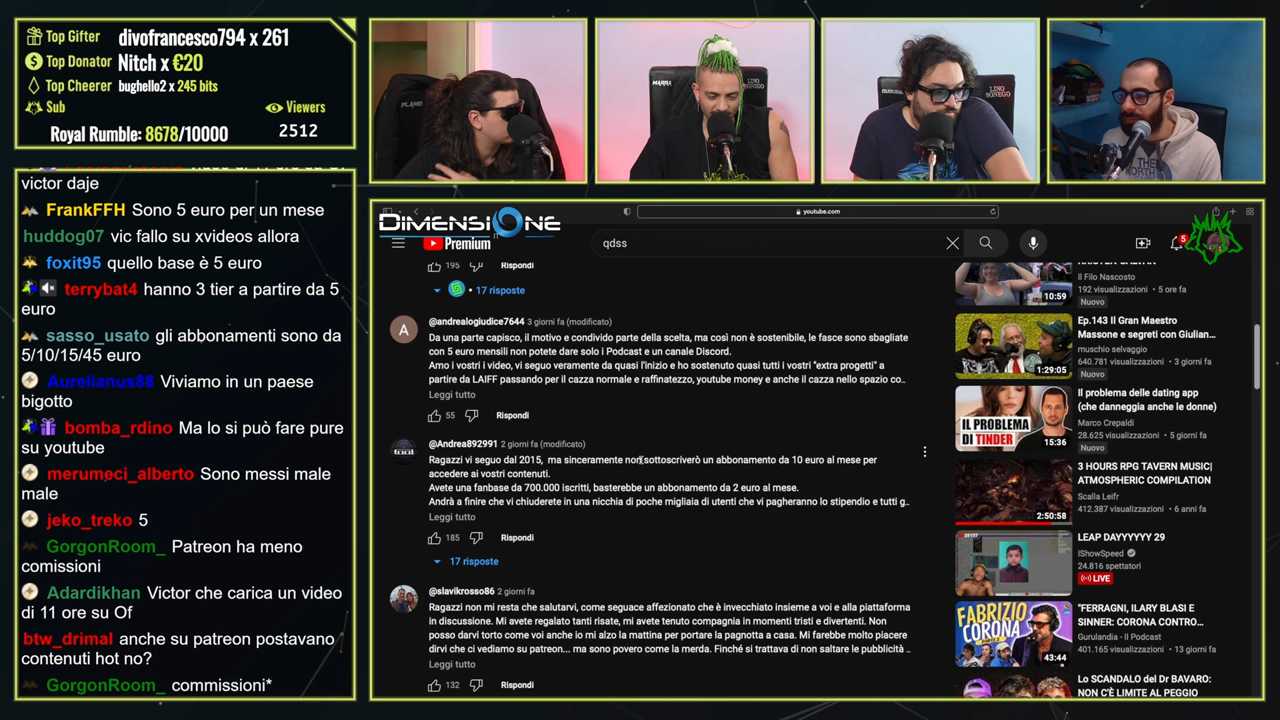 Top Gifter divofrancesco794 x 261
Top Donator Nitch x €20
Top Cheerer bughello2 x 245 bits
Sub Viewers
Royal Rumble: 8678/10000 2512
victor daje
FrankFFH Sono 5 euro per un mese
huddog07 vic fallo su xvideos allora
foxit95 quello base è 5 euro
terrybat4 hanno 3 tier a partire da 5
euro
sasso_usato gli abbonamenti sono da
5/10/15/45 euro
Aurelianus88 Viviamo in un paese
bigotto
bomba_rdino Ma lo si può fare pure
su youtube
merumeci_alberto Sono messi male
male
jeko_treko 5
GorgonRoom_ Patreon ha meno
comissioni
Adardikhan Victor che carica un video
di 11 ore su Of
btw_drimal anche su patreon postavano
contenuti hot no?
GorgonRoom_ commissioni*
MARRA
LINO
SONEGO
LINO
SONEGO
THE
NORTH
DIMENSIONE
youtube.com
Premium
qdss
5
195 Rispondi
17 risposte
A
@andrealogiudice7644 3 giorni fa (modificato)
Da una parte capisco, il motivo e condivido parte della scelta, ma così non è sostenibile, le fasce sono sbagliate
con 5 euro mensili non potete dare solo i Podcast e un canale Discord.
Amo i vostri i video, vi seguo veramente da quasi l'inizio e ho sostenuto quasi tutti i vostri "extra progetti" a
partire da LAIFF passando per il cazza normale e raffinatezzo, youtube money e anche il cazza nello spazio co...
Leggi tutto
55 Rispondi
tool
@Andrea892991 2 giorni fa (modificato)
Ragazzi vi seguo dal 2015, ma sinceramente non sottoscriverò un abbonamento da 10 euro al mese per
accedere ai vostri contenuti.
Avete una fanbase da 700.000 iscritti, basterebbe un abbonamento da 2 euro al mese.
Andrà a finire che vi chiuderete in una nicchia di poche migliaia di utenti che vi pagheranno lo stipendio e tutti g...
Leggi tutto
185 Rispondi
17 risposte
@slavikrosso86 2 giorni fa
Ragazzi non mi resta che salutarvi, come seguace affezionato che è invecchiato insieme a voi e alla piattaforma
in discussione. Mi avete regalato tanti risate, mi avete tenuto compagnia in momenti tristi e divertenti. Non
posso darvi torto come voi anche io mi alzo la mattina per portare la pagnotta a casa. Mi farebbe molto piacere
dirvi che ci vediamo su patreon... ma sono povero come la merda. Finché si trattava di non saltare le pubblicità ...
Leggi tutto
132 Rispondi
10:59
Il Filo Nascosto
192 visualizzazioni • 5 ore fa
Nuovo
1:29:05
Ep.143 Il Gran Maestro
Massone e segreti con Giulian...
muschio selvaggio
640.781 visualizzazioni • 3 giorni fa
Nuovo
IL PROBLEMA
DI TINDER
15:36
Il problema delle dating app
(che danneggia anche le donne)
Marco Crepaldi
28.625 visualizzazioni • 5 giorni fa
Nuovo
2:50:58
3 HOURS RPG TAVERN MUSIC|
ATMOSPHERIC COMPILATION
Scalla Leifr
412.387 visualizzazioni • 6 anni fa
LEAP DAYYYYYY 29
IShowSpeed
24.816 spettatori
LIVE
FABRIZIO
CORONA
43:44
"FERRAGNI, ILARY BLASI E
SINNER: CORONA CONTRO...
Gurulandia - Il Podcast
401.165 visualizzazioni • 13 giorni fa
Lo SCANDALO del Dr BAVARO:
NON C'È LIMITE AL PEGGIO